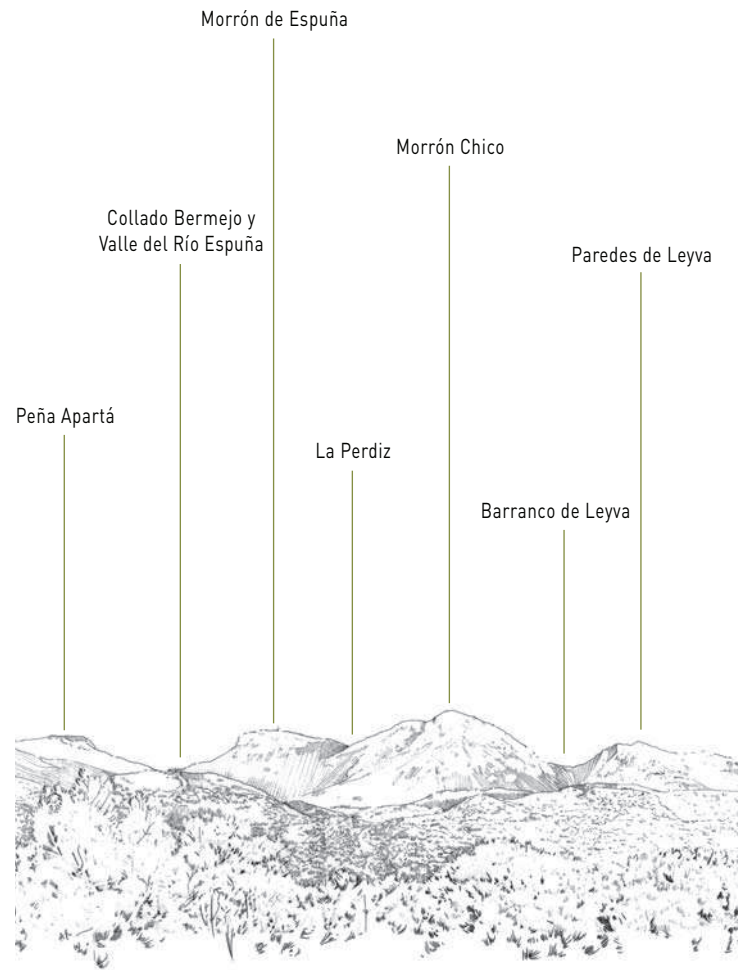 Morrón de Espuña
Morrón Chico
Collado Bermejo y
Valle del Río Espuña
Paredes de Leyva
Peña Apartá
La Perdiz
Barranco de Leyva